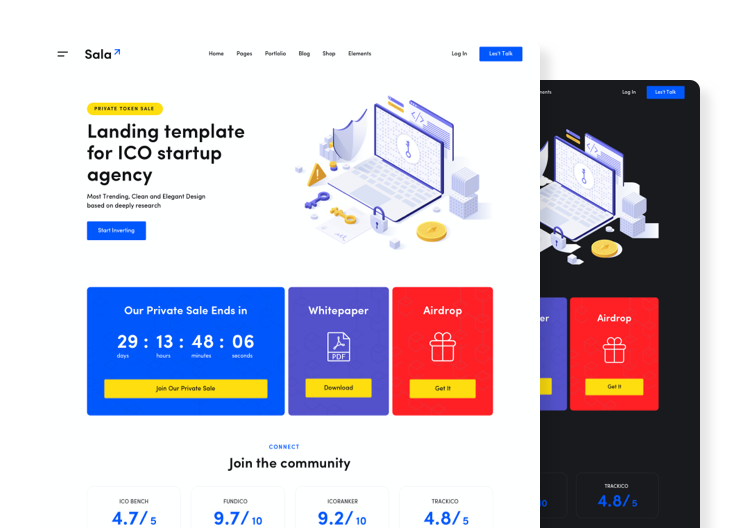 Sala
Home Pages Portfolio Blog Shop Elements
Log In
Les't Talk
PRIVATE TOKEN SALE
Landing template
for ICO startup
agency
Most Trending, Clean and Elegant Design
based on deeply research
Start Inverting
Our Private Sale Ends in
29 : 13 : 48 : 06
days hours minutes seconds
Join Our Private Sale
Whitepaper
PDF
Download
Airdrop
Get It
CONNECT
Join the community
ICO BENCH
4.7/ 5
FUNDICO
9.7/ 10
ICORANKER
9.2/ 10
TRACKICO
4.8/ 5
Log In
Les't Talk
er
Airdrop
Get It
10
TRACKICO
4.8/ 5